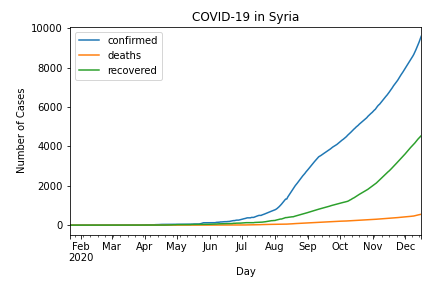 COVID-19 in Syria
confirmed
deaths
recovered
Number of Cases
10000
8000
6000
4000
2000
0
Feb Mar Apr May Jun Jul Aug Sep Oct Nov Dec
2020
Day